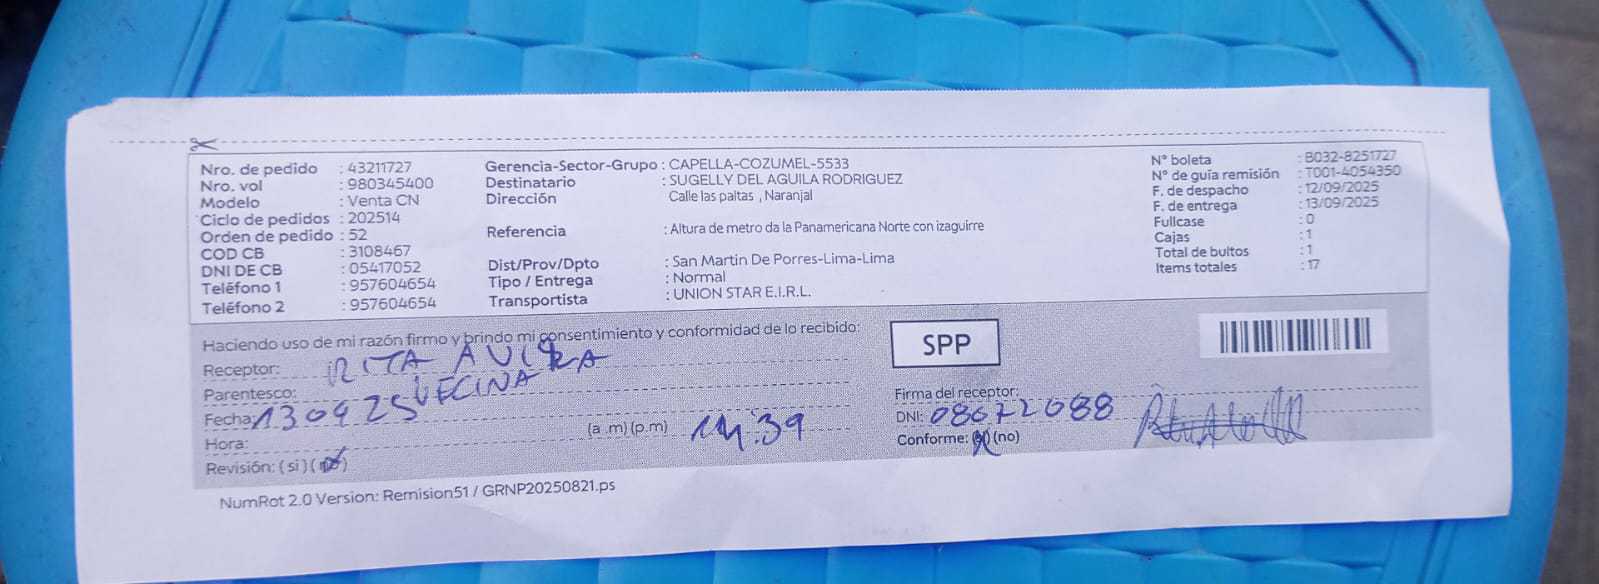 Nro. de pedido : 43211727
Nro. vol : 980345400
Modelo : Venta CN
Ciclo de pedidos : 202514
Orden de pedido : 52
COD CB : 3108467
DNI DE CB : 05417052
Teléfono 1 : 957604654
Teléfono 2 : 957604654
Gerencia-Sector-Grupo : CAPELLA-COZUMEL-5533
Destinatario : SUGELLY DEL AGUILA RODRIGUEZ
Dirección Calle las paltas , Naranjal
Referencia : Altura de metro da la Panamericana Norte con izaguirre
Dist/Prov/Dpto : San Martin De Porres-Lima-Lima
Tipo / Entrega : Normal
Transportista : UNION STAR E.I.R.L.
N° boleta : B032-8251727
N° de guía remisión : T001-4054350
F. de despacho : 12/09/2025
F. de entrega : 13/09/2025
Fullcase : 0
Cajas : 1
Total de bultos : 1
Items totales : 17
Haciendo uso de mi razón firmo y brindo mi consentimiento y conformidad de lo recibido:
Receptor: RITA
Parentesco: VECINA
Fecha: 130925
Hora: (a .m) (p.m) 14:39
Revisión: ( si ) (no)
SPP
Firma del receptor:
DNI: 08672088
Conforme: (si) (no)
NumRot 2.0 Version: Remision51 / GRNP20250821.ps